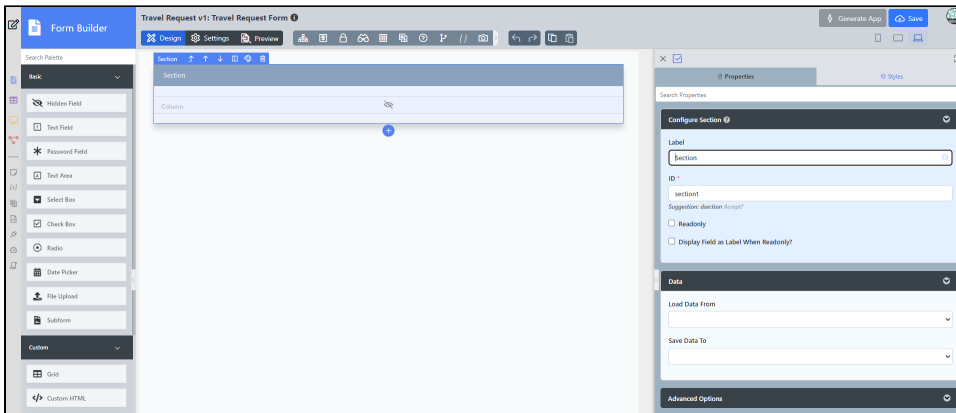 Form Builder
Travel Request v1: Travel Request Form
Generate App
Save
Design
Settings
Preview
Search Palette
Basic
Hidden Field
Text Field
Password Field
Text Area
Select Box
Check Box
Radio
Date Picker
File Upload
Subform
Custom
Grid
Custom HTML
Section
Section
Column
Properties
Styles
Search Properties
Configure Section
Label
Section
ID *
section1
Suggestion: dsection Accept?
Readonly
Display Field as Label When Readonly?
Data
Load Data From
Save Data To
Advanced Options